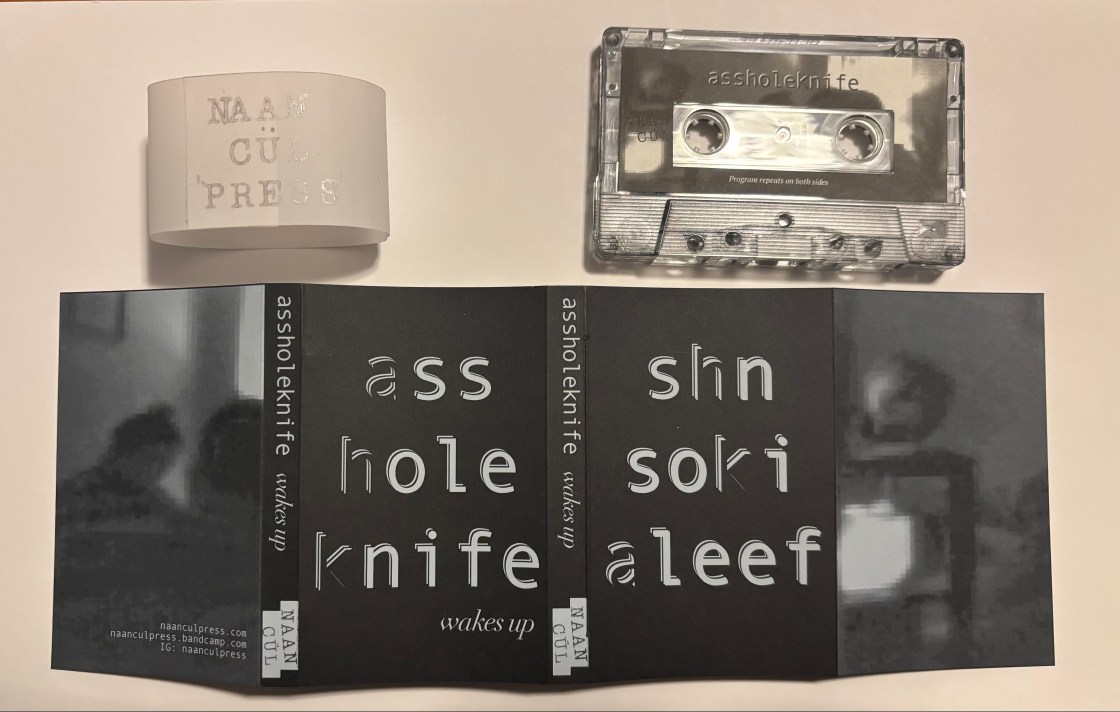 NAAN
CÜL
PRESS
assholeknife
CÜL
Program repeats on both sides
assholeknife wakes up
NAAN
CÜL
ass
hole
knife
wakes up
assholeknife wakes up
NAAN
CÜL
shn
soki
aleef
naanculpress.com
naanculpress.bandcamp.com
IG: naanculpress